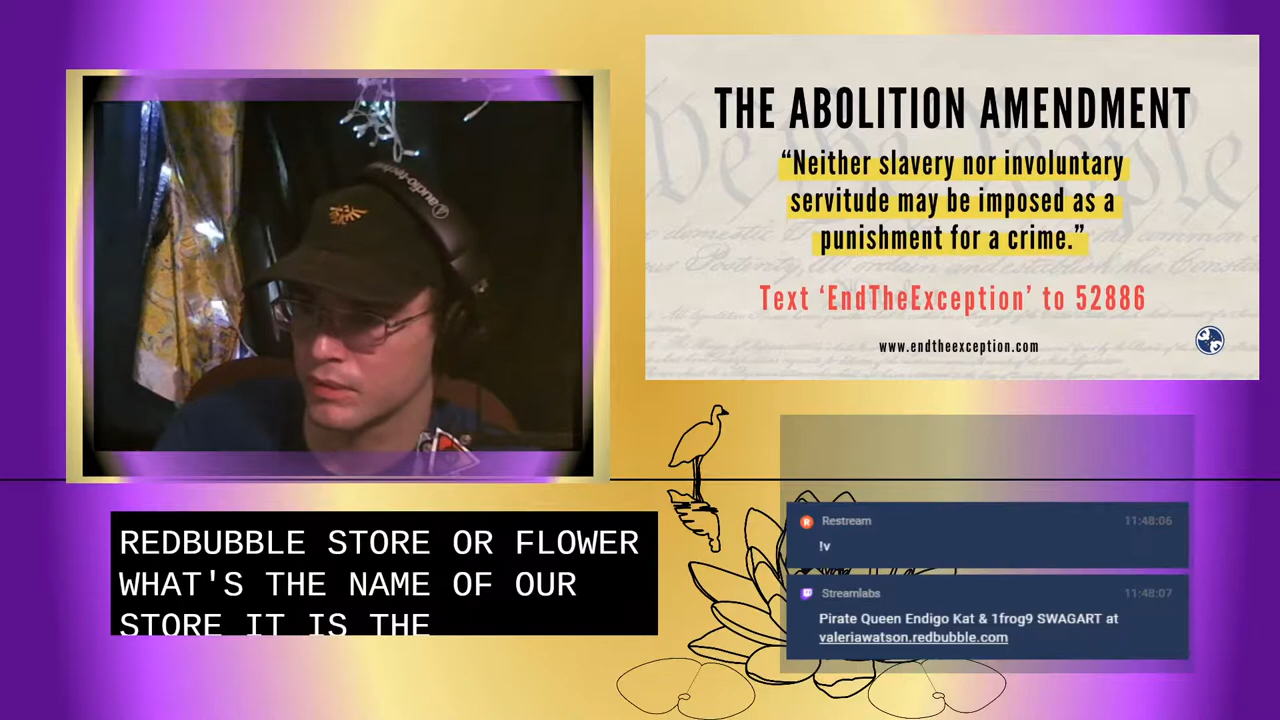 audio-technica
THE ABOLITION AMENDMENT
“Neither slavery nor involuntary
servitude may be imposed as a
punishment for a crime.”
Text ‘EndTheException’ to 52886
www.endtheexception.com
REDBUBBLE STORE OR FLOWER
WHAT'S THE NAME OF OUR
STORE IT IS THE
Restream 11:48:06
!v
Streamlabs 11:48:07
Pirate Queen Endigo Kat & 1frog9 SWAGART at
valeriawatson.redbubble.com